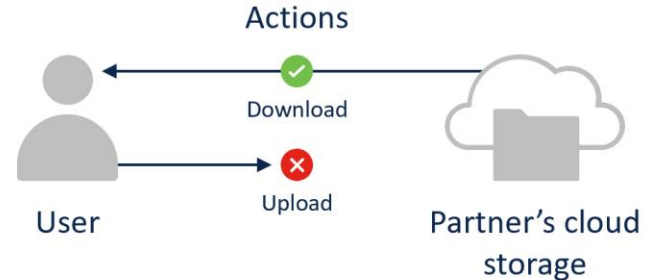 Actions
Download
Upload
User
Partner’s cloud
storage